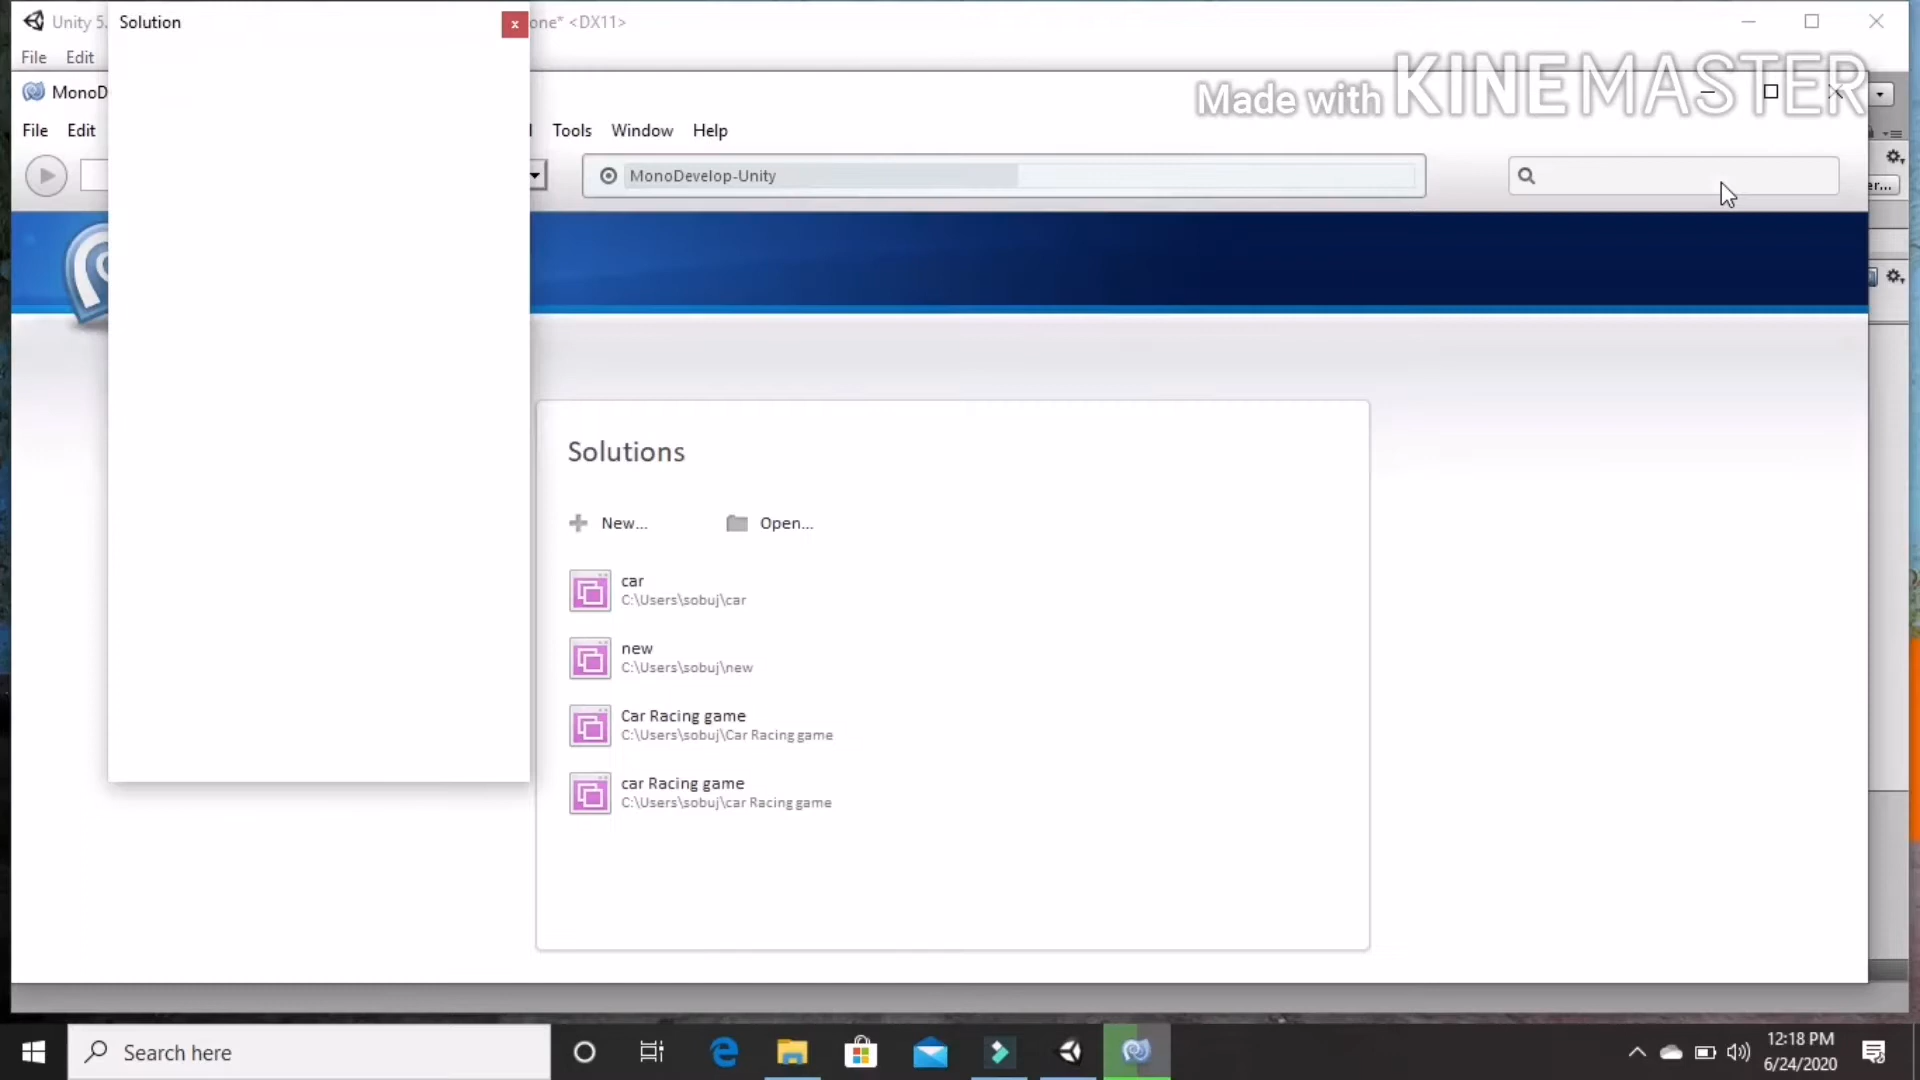 Unity 5.
Solution
x
one* <DX11>
File Edit
Made with KINEMASTER
MonoD
File Edit
Tools Window Help
MonoDevelop-Unity
er...
Solutions
New... Open...
car
C:\Users\sobuj\car
new
C:\Users\sobuj\new
Car Racing game
C:\Users\sobuj\Car Racing game
car Racing game
C:\Users\sobuj\car Racing game
Search here
12:18 PM
6/24/2020